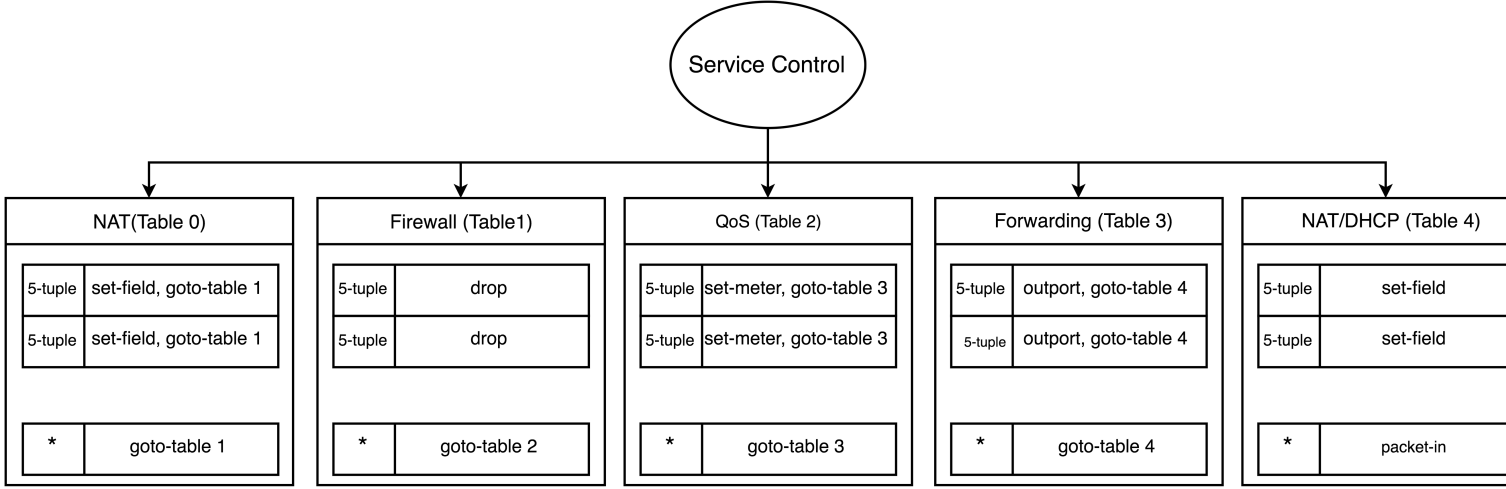 Service Control
NAT(Table 0)
5-tuple set-field, goto-table 1
5-tuple set-field, goto-table 1
* goto-table 1
Firewall (Table1)
5-tuple drop
5-tuple drop
* goto-table 2
QoS (Table 2)
5-tuple set-meter, goto-table 3
5-tuple set-meter, goto-table 3
* goto-table 3
Forwarding (Table 3)
5-tuple outport, goto-table 4
5-tuple outport, goto-table 4
* goto-table 4
NAT/DHCP (Table 4)
5-tuple set-field
5-tuple set-field
* packet-in